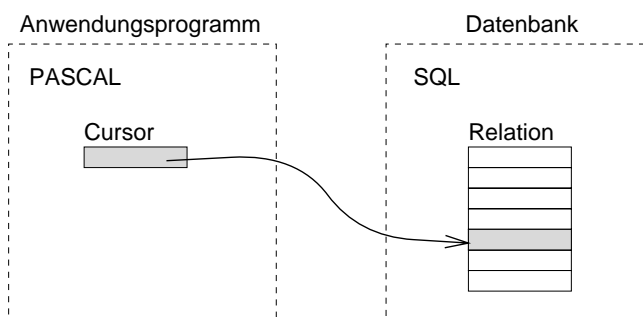 Anwendungsprogramm
Datenbank
PASCAL
SQL
Cursor
Relation